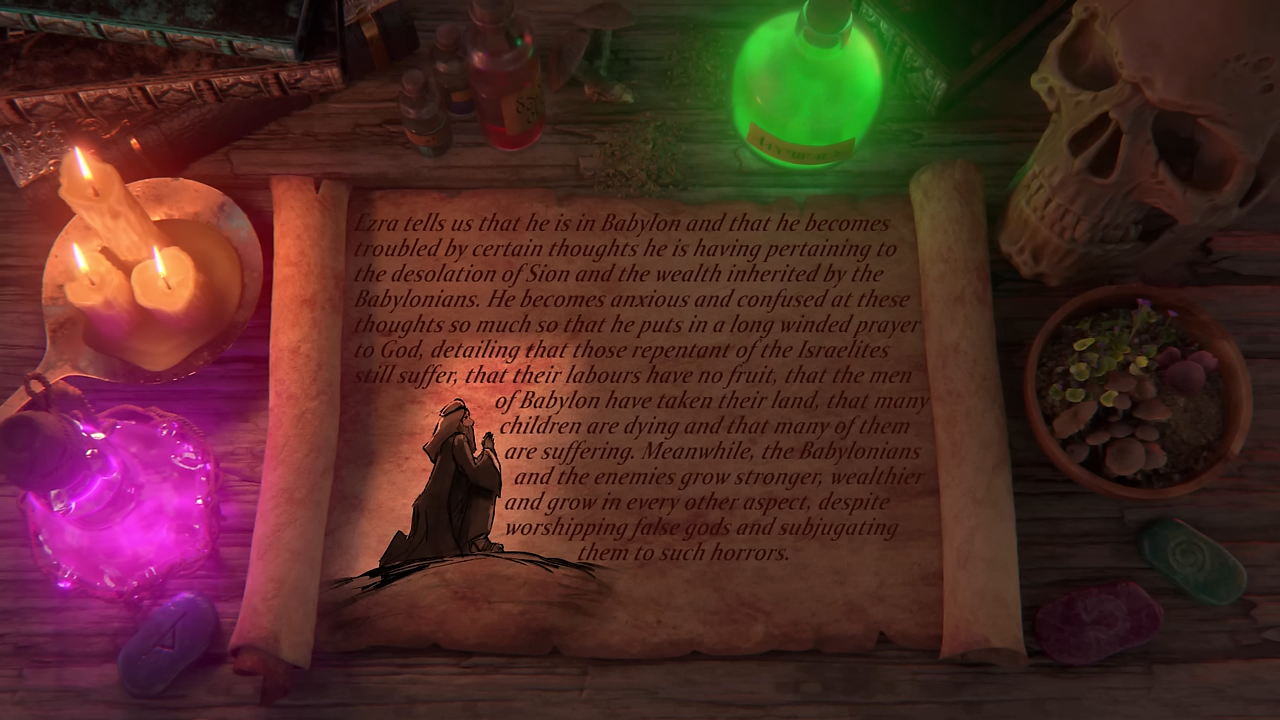 Ezra tells us that he is in Babylon and that he becomes
troubled by certain thoughts he is having pertaining to
the desolation of Sion and the wealth inherited by the
Babylonians. He becomes anxious and confused at these
thoughts so much so that he puts in a long winded prayer
to God, detailing that those repentant of the Israelites
still suffer, that their labours have no fruit, that the men
of Babylon have taken their land, that many
children are dying and that many of them
are suffering. Meanwhile, the Babylonians
and the enemies grow stronger, wealthier
and grow in every other aspect, despite
worshipping false gods and subjugating
them to such horrors.